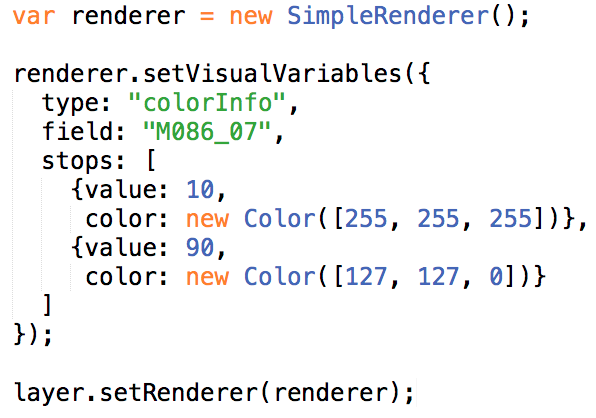 var renderer = new SimpleRenderer();
renderer.setVisualVariables({
type: "colorInfo",
field: "M086_07",
stops: [
{value: 10,
color: new Color([255, 255, 255])},
{value: 90,
color: new Color([127, 127, 0])}
]
});
layer.setRenderer(renderer);